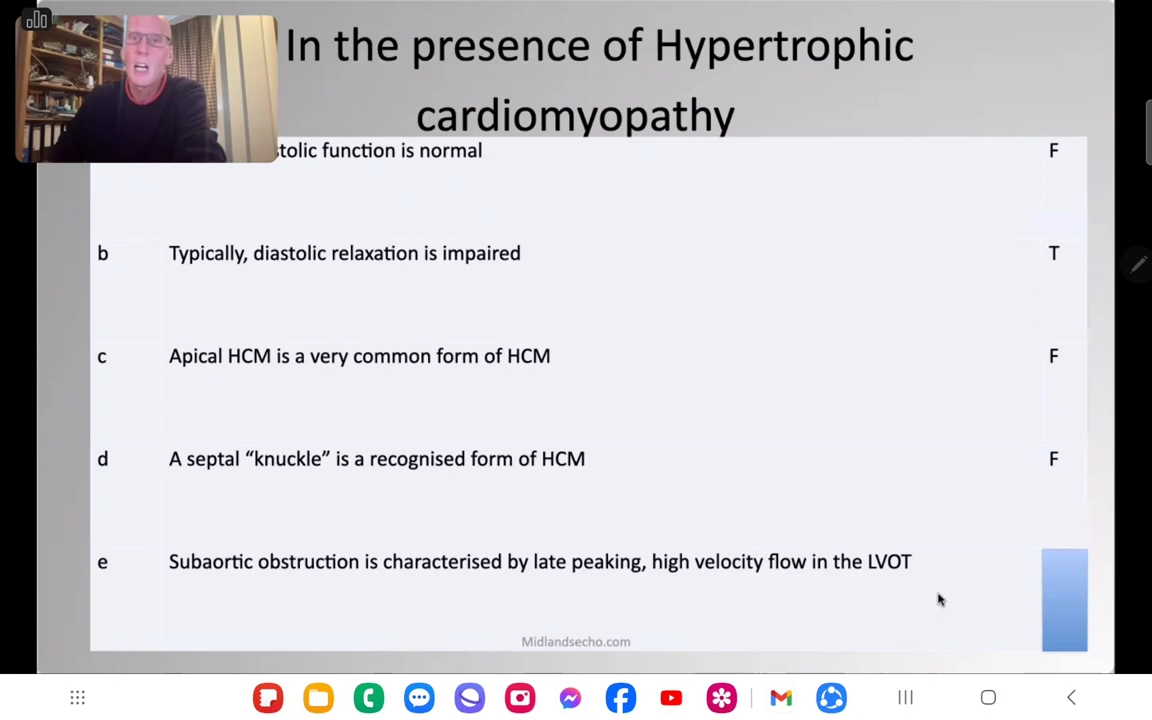 In the presence of Hypertrophic
cardiomyopathy
function is normal F
b Typically, diastolic relaxation is impaired T
c Apical HCM is a very common form of HCM F
d A septal “knuckle” is a recognised form of HCM F
e Subaortic obstruction is characterised by late peaking, high velocity flow in the LVOT
Midlandsecho.com